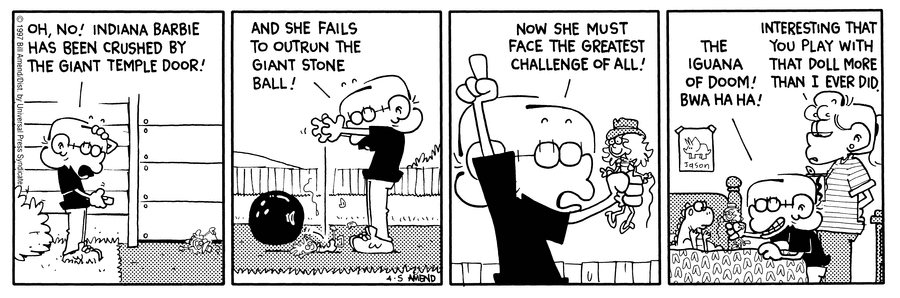 © 1997 Bill Amend/Dist. by Universal Press Syndicate
OH, NO! INDIANA BARBIE
HAS BEEN CRUSHED BY
THE GIANT TEMPLE DOOR!
AND SHE FAILS
TO OUTRUN THE
GIANT STONE
BALL!
4-5 AMEND
NOW SHE MUST
FACE THE GREATEST
CHALLENGE OF ALL!
THE
IGUANA
OF DOOM!
BWA HA HA!
INTERESTING THAT
YOU PLAY WITH
THAT DOLL MORE
THAN I EVER DID.
Jason